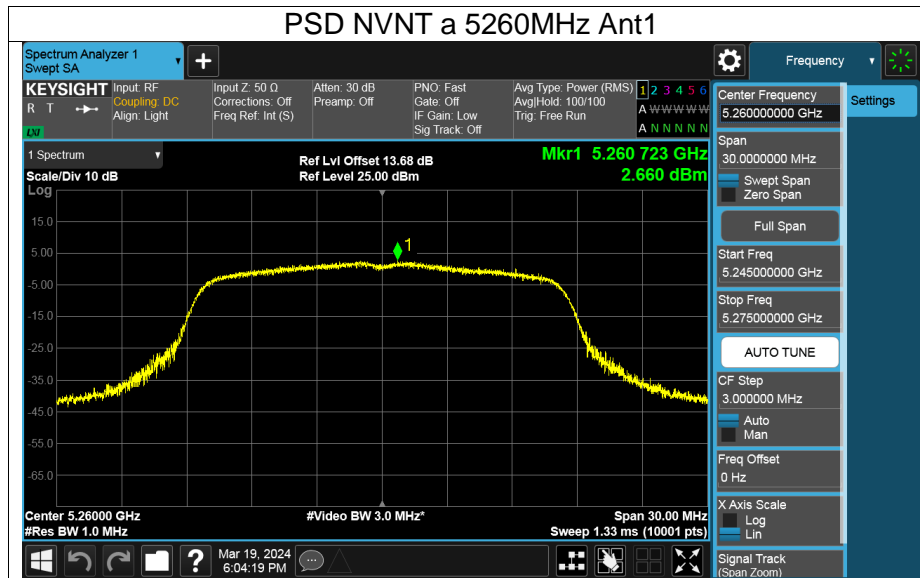 PSD NVNT a 5260MHz Ant1
Spectrum Analyzer 1
Swept SA
+
Frequency
KEYSIGHT
R T
LXI
Input: RF
Coupling: DC
Align: Light
Input Z: 50 Ω
Corrections: Off
Freq Ref: Int (S)
Atten: 30 dB
Preamp: Off
PNO: Fast
Gate: Off
IF Gain: Low
Sig Track: Off
Avg Type: Power (RMS)
Avg|Hold: 100/100
Trig: Free Run
1 2 3 4 5 6
A W W W W W
A N N N N N
Center Frequency
5.260000000 GHz
Settings
1 Spectrum
Scale/Div 10 dB
Log
Ref Lvl Offset 13.68 dB
Ref Level 25.00 dBm
Mkr1 5.260 723 GHz
2.660 dBm
Span
30.0000000 MHz
Swept Span
Zero Span
Full Span
Start Freq
5.245000000 GHz
Stop Freq
5.275000000 GHz
AUTO TUNE
CF Step
3.000000 MHz
Auto
Man
Freq Offset
0 Hz
X Axis Scale
Log
Lin
Signal Track
(Span Zoom)
15.0
5.00
1
-5.00
-15.0
-25.0
-35.0
-45.0
-55.0
-65.0
Center 5.26000 GHz
#Res BW 1.0 MHz
#Video BW 3.0 MHz*
Span 30.00 MHz
Sweep 1.33 ms (10001 pts)
?
Mar 19, 2024
6:04:19 PM